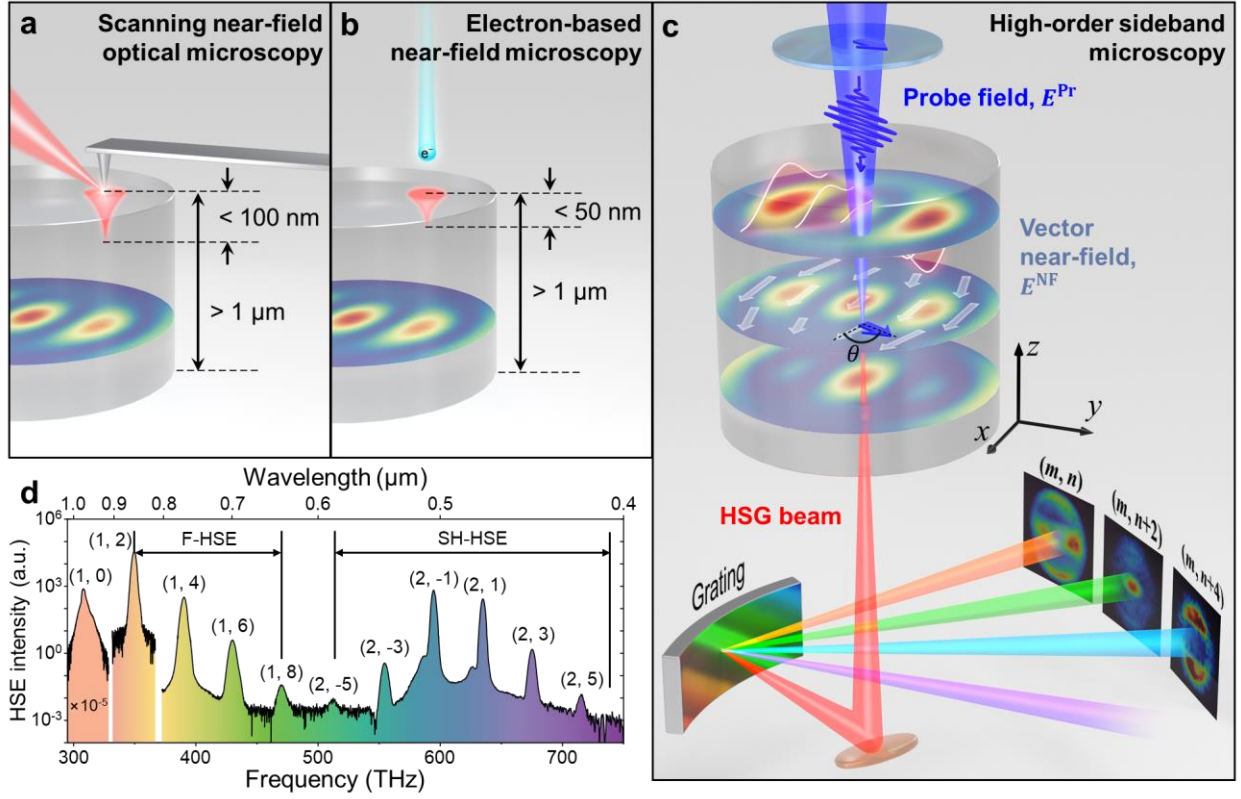 a
Scanning near-field
optical microscopy
< 100 nm
> 1 μm
b
Electron-based
near-field microscopy
e⁻
< 50 nm
> 1 μm
c
High-order sideband
microscopy
Probe field, E^Pr
Vector
near-field,
E^NF
θ
z
y
x
HSG beam
Grating
(m, n)
(m, n+2)
(m, n+4)
d
Wavelength (μm)
1.0 0.9 0.8 0.7 0.6 0.5 0.4
HSE intensity (a.u.)
10⁶
10³
10⁰
10⁻³
F-HSE
SH-HSE
(1, 0)
(1, 2)
(1, 4)
(1, 6)
(1, 8)
(2, -5)
(2, -3)
(2, -1)
(2, 1)
(2, 3)
(2, 5)
×10⁻⁵
300 400 500 600 700
Frequency (THz)